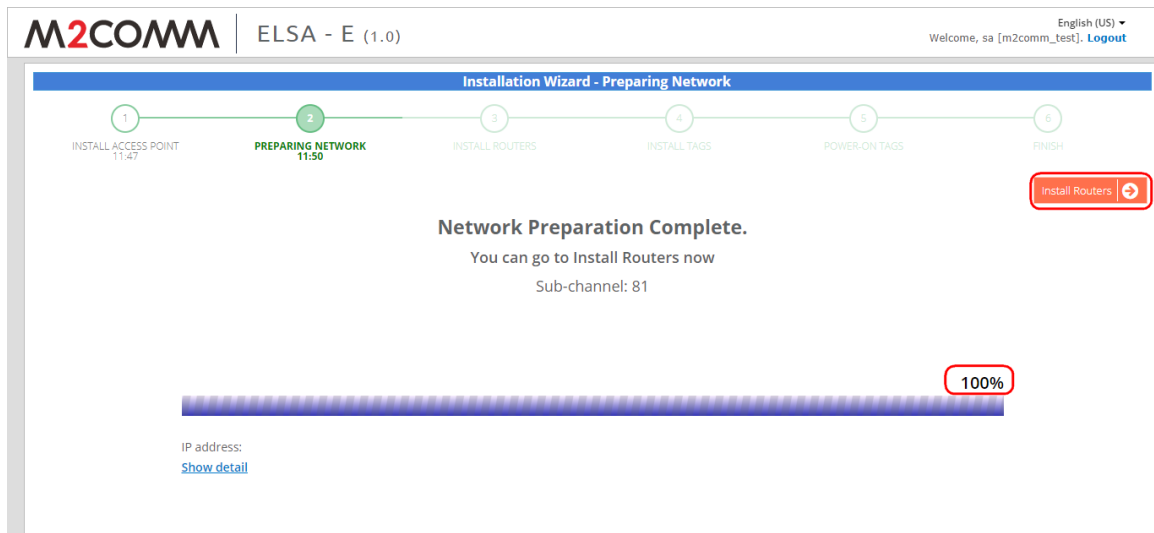 M2COMM
ELSA - E (1.0)
English (US)
Welcome, sa [m2comm_test]. Logout
Installation Wizard - Preparing Network
1
INSTALL ACCESS POINT
11:47
2
PREPARING NETWORK
11:50
3
INSTALL ROUTERS
4
INSTALL TAGS
5
POWER-ON TAGS
6
FINISH
Install Routers
Network Preparation Complete.
You can go to Install Routers now
Sub-channel: 81
100%
IP address:
Show detail